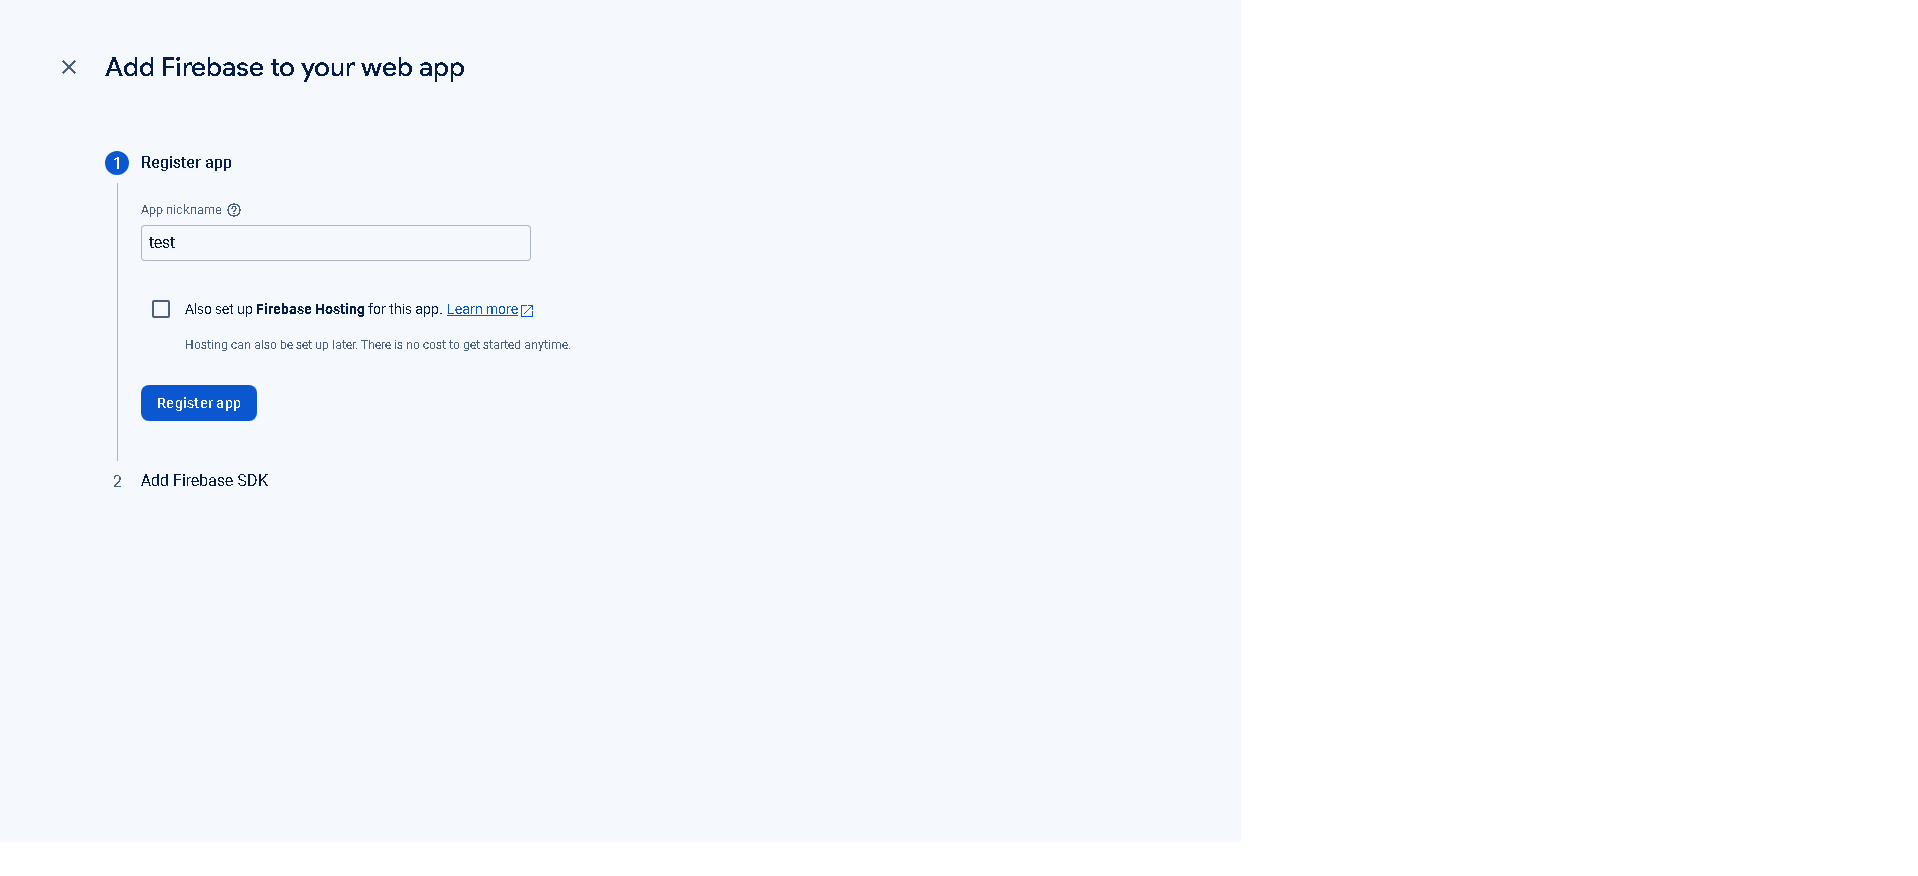 Add Firebase to your web app
1 Register app
App nickname
test
Also set up Firebase Hosting for this app. Learn more
Hosting can also be set up later. There is no cost to get started anytime.
Register app
2 Add Firebase SDK